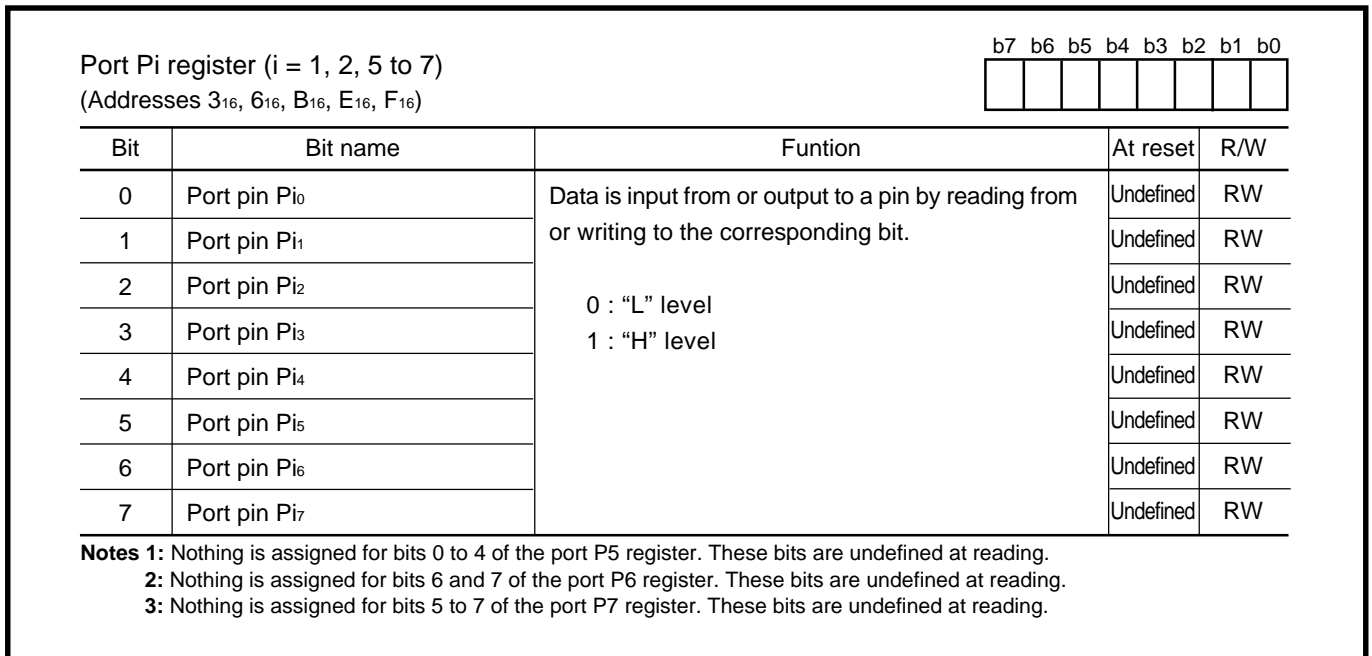 b7 b6 b5 b4 b3 b2 b1 b0
Port Pi register (i = 1, 2, 5 to 7)
(Addresses 3₁₆, 6₁₆, B₁₆, E₁₆, F₁₆)
Bit Bit name Funtion At reset R/W
0 Port pin Pi₀ Data is input from or output to a pin by reading from Undefined RW
1 Port pin Pi₁ or writing to the corresponding bit. Undefined RW
2 Port pin Pi₂ 0 : “L” level Undefined RW
3 Port pin Pi₃ 1 : “H” level Undefined RW
4 Port pin Pi₄ Undefined RW
5 Port pin Pi₅ Undefined RW
6 Port pin Pi₆ Undefined RW
7 Port pin Pi₇ Undefined RW
Notes 1: Nothing is assigned for bits 0 to 4 of the port P5 register. These bits are undefined at reading.
2: Nothing is assigned for bits 6 and 7 of the port P6 register. These bits are undefined at reading.
3: Nothing is assigned for bits 5 to 7 of the port P7 register. These bits are undefined at reading.